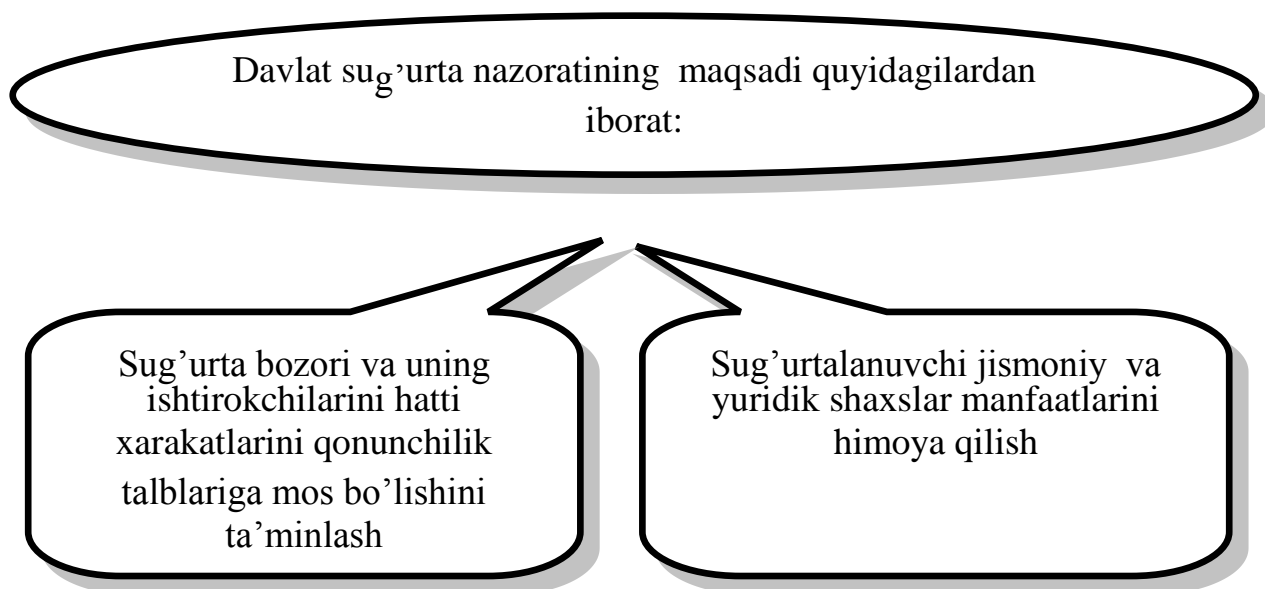 Davlat sug’urta nazoratining maqsadi quyidagilardan
iborat:
Sug’urta bozori va uning
ishtirokchilarini hatti
xarakatlarini qonunchilik
talblariga mos bo’lishini
ta’minlash
Sug’urtalanuvchi jismoniy va
yuridik shaxslar manfaatlarini
himoya qilish